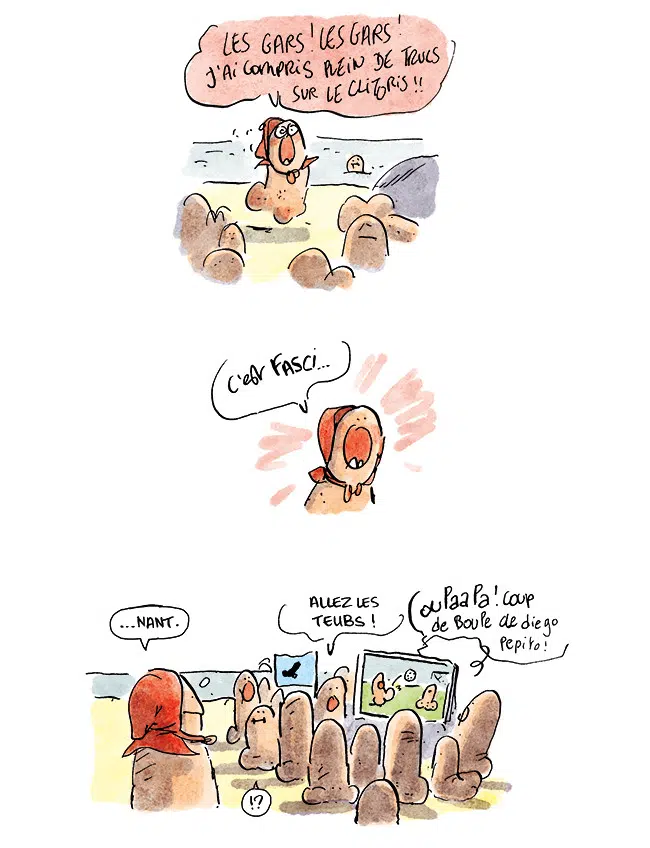 LES GARS ! LES GARS !
J'AI COMPRIS PLEIN DE TRUCS
SUR LE CLITORIS !!
C'EST FASCI...
...NANT.
ALLEZ LES
TEUBS !
OUPAAPA ! COUP
DE BOULE DE DIEGO
PEPITO !
!?